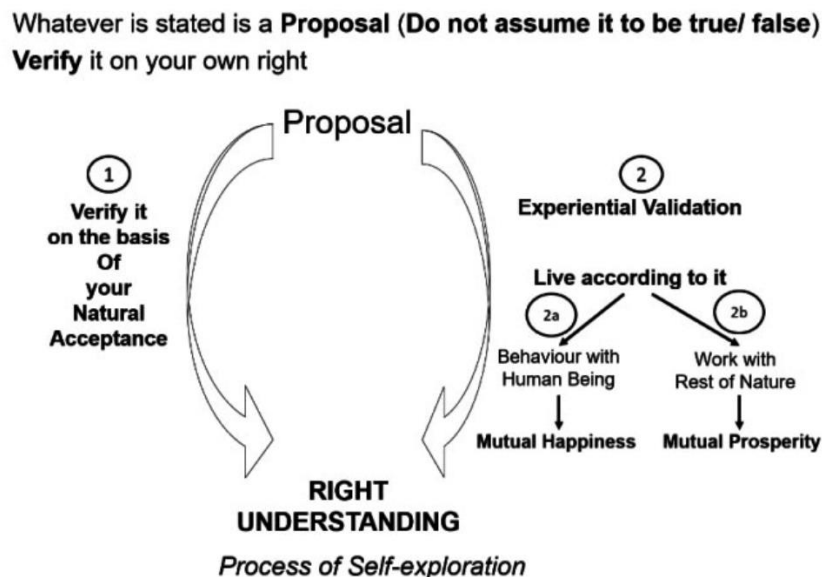 Whatever is stated is a Proposal (Do not assume it to be true/ false)
Verify it on your own right
Proposal
1
Verify it
on the basis
Of
your
Natural
Acceptance
2
Experiential Validation
Live according to it
2a
2b
Behaviour with
Human Being
Work with
Rest of Nature
Mutual Happiness
Mutual Prosperity
RIGHT
UNDERSTANDING
Process of Self-exploration